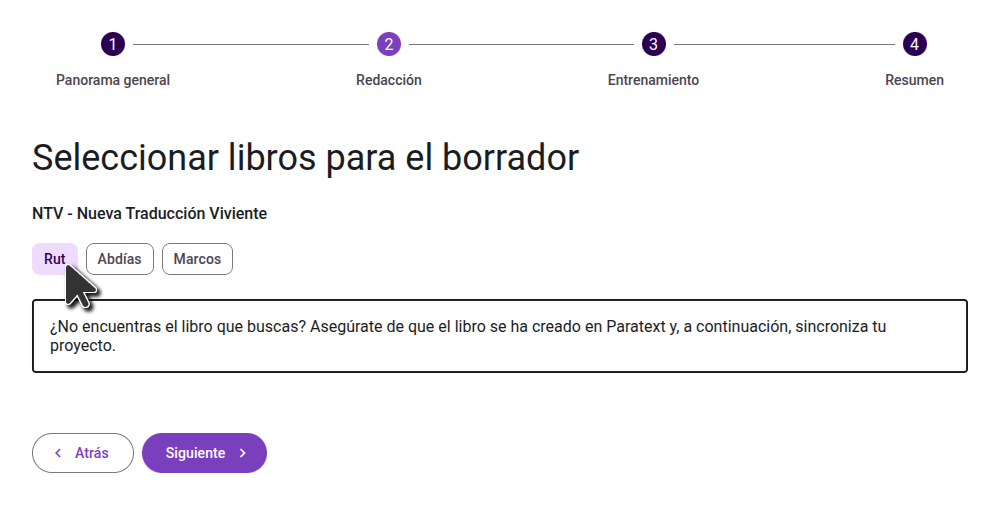 1 2 3 4
Panorama general Redacción Entrenamiento Resumen
Seleccionar libros para el borrador
NTV - Nueva Traducción Viviente
Rut Abdías Marcos
¿No encuentras el libro que buscas? Asegúrate de que el libro se ha creado en Paratext y, a continuación, sincroniza tu
proyecto.
Atrás Siguiente